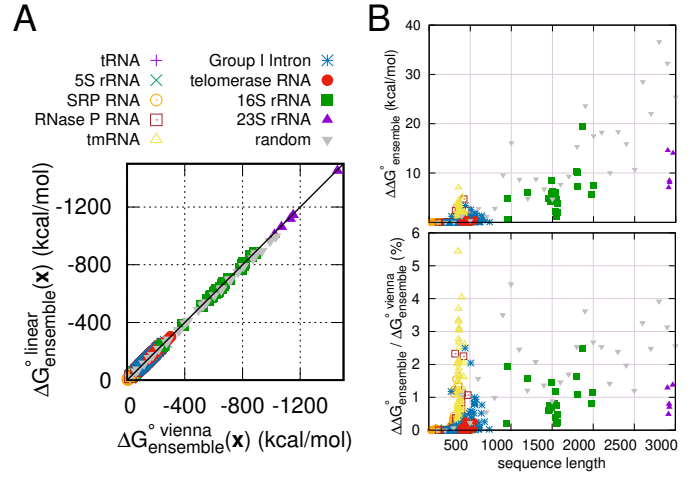 A
tRNA
5S rRNA
SRP RNA
RNase P RNA
tmRNA
Group I Intron
telomerase RNA
16S rRNA
23S rRNA
random
ΔG°linear ensemble(x) (kcal/mol)
-1200
-800
-400
0
0 -400 -800 -1200
ΔG°vienna ensemble(x) (kcal/mol)
B
ΔΔG°ensemble (kcal/mol)
40
30
20
10
ΔΔG°ensemble / ΔG°vienna ensemble (%)
6
5
4
3
2
1
0
500 1000 1500 2000 2500 3000
sequence length